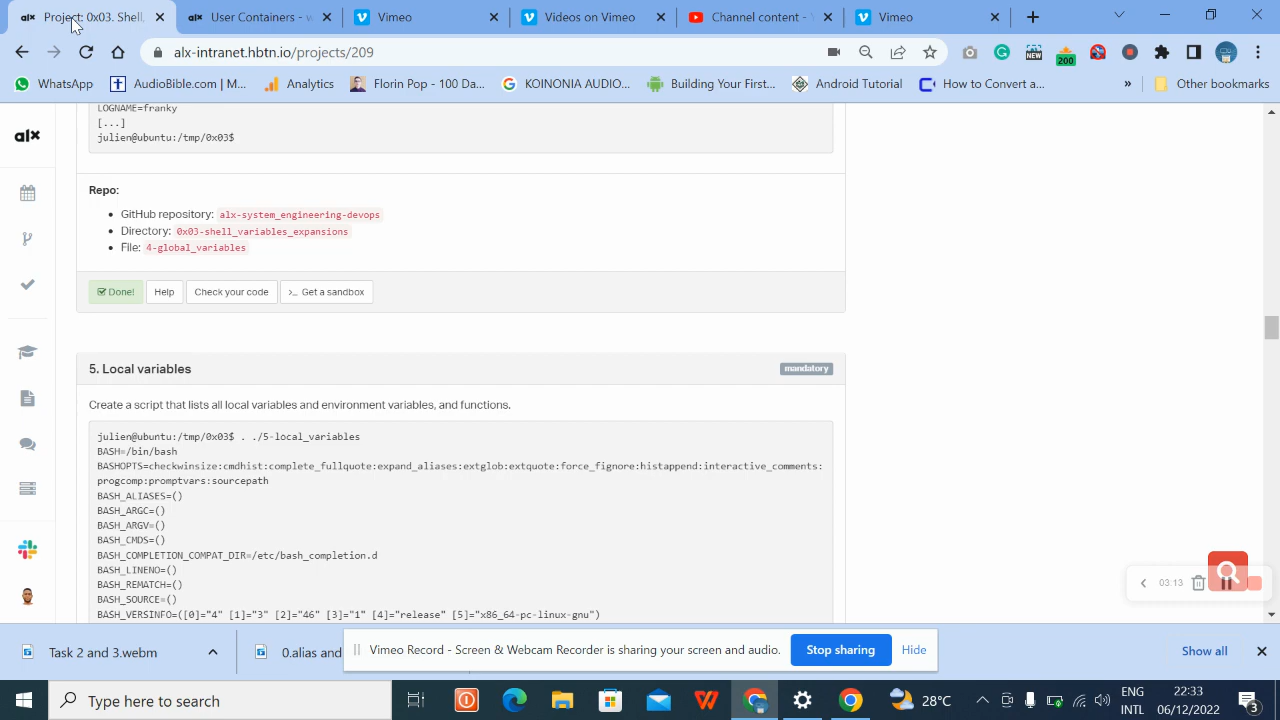 Project: 0x03. Shell
User Containers - w
Vimeo
Videos on Vimeo
Channel content -
Vimeo
alx-intranet.hbtn.io/projects/209
NEW
200
WhatsApp
AudioBible.com | M...
Analytics
Florin Pop - 100 Da...
KOINONIA AUDIO...
Building Your First...
Android Tutorial
How to Convert a...
»
Other bookmarks
alx
LOGNAME=franky
[...]
julien@ubuntu:/tmp/0x03$
Repo:
GitHub repository: alx-system_engineering-devops
Directory: 0x03-shell_variables_expansions
File: 4-global_variables
Done!
Help
Check your code
>_ Get a sandbox
5. Local variables
mandatory
Create a script that lists all local variables and environment variables, and functions.
julien@ubuntu:/tmp/0x03$ . ./5-local_variables
BASH=/bin/bash
BASHOPTS=checkwinsize:cmdhist:complete_fullquote:expand_aliases:extglob:extquote:force_fignore:histappend:interactive_comments:
progcomp:promptvars:sourcepath
BASH_ALIASES=()
BASH_ARGC=()
BASH_ARGV=()
BASH_CMDS=()
BASH_COMPLETION_COMPAT_DIR=/etc/bash_completion.d
BASH_LINENO=()
BASH_REMATCH=()
BASH_SOURCE=()
BASH_VERSINFO=([0]="4" [1]="3" [2]="46" [3]="1" [4]="release" [5]="x86_64-pc-linux-gnu")
03:13
Task 2 and 3.webm
0.alias and
Vimeo Record - Screen & Webcam Recorder is sharing your screen and audio.
Stop sharing
Hide
Show all
Type here to search
28°C
ENG
INTL
22:33
06/12/2022
3